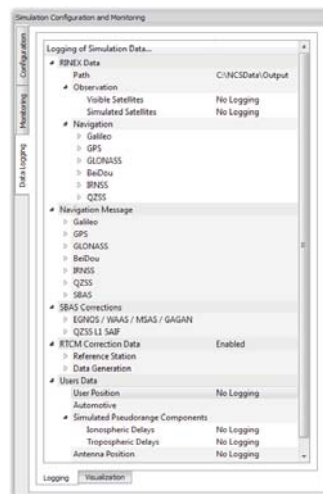 Simulation Configuration and Monitoring
Configuration
Monitoring
Data Logging
Logging of Simulation Data...
RINEX Data
Path C:\NCSData\Output
Observation
Visible Satellites No Logging
Simulated Satellites No Logging
Navigation
Galileo
GPS
GLONASS
BeiDou
IRNSS
QZSS
Navigation Message
Galileo
GPS
GLONASS
BeiDou
IRNSS
QZSS
SBAS
SBAS Corrections
EGNOS / WAAS / MSAS / GAGAN
QZSS L1 SAIF
RTCM Correction Data Enabled
Reference Station
Data Generation
Users Data
User Position No Logging
Automotive
Simulated Pseudorange Components
Ionospheric Delays No Logging
Tropospheric Delays No Logging
Antenna Position No Logging
Logging Visualization